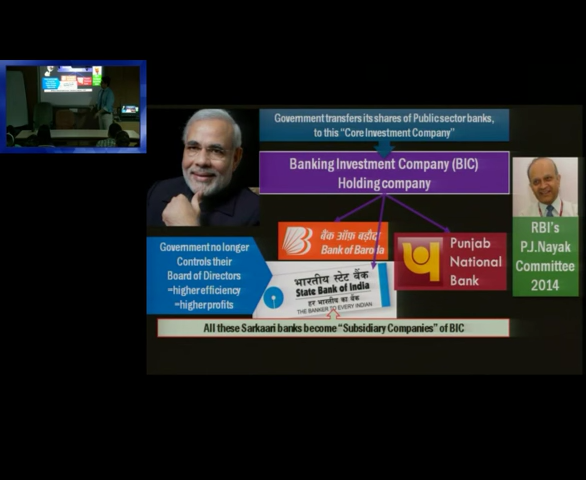 Government transfers its shares of Public sector banks,
to this "Core Investment Company"
Banking Investment Company (BIC)
Holding company
Government no longer
Controls their
Board of Directors
=higher efficiency
=higher profits
बैंक ऑफ़ बड़ौदा
Bank of Baroda
भारतीय स्टेट बैंक
State Bank of India
हर भारतीय का बैंक
THE BANKER TO EVERY INDIAN
Punjab
National
Bank
RBI's
P.J.Nayak
Committee
2014
All these Sarkaari banks become "Subsidiary Companies" of BIC